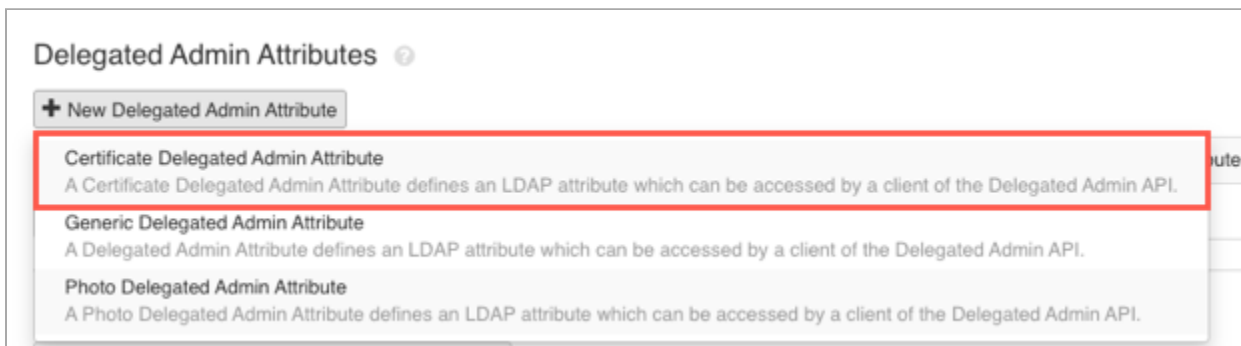 Delegated Admin Attributes ?
+ New Delegated Admin Attribute
Certificate Delegated Admin Attribute
A Certificate Delegated Admin Attribute defines an LDAP attribute which can be accessed by a client of the Delegated Admin API.
Generic Delegated Admin Attribute
A Delegated Admin Attribute defines an LDAP attribute which can be accessed by a client of the Delegated Admin API.
Photo Delegated Admin Attribute
A Photo Delegated Admin Attribute defines an LDAP attribute which can be accessed by a client of the Delegated Admin API.